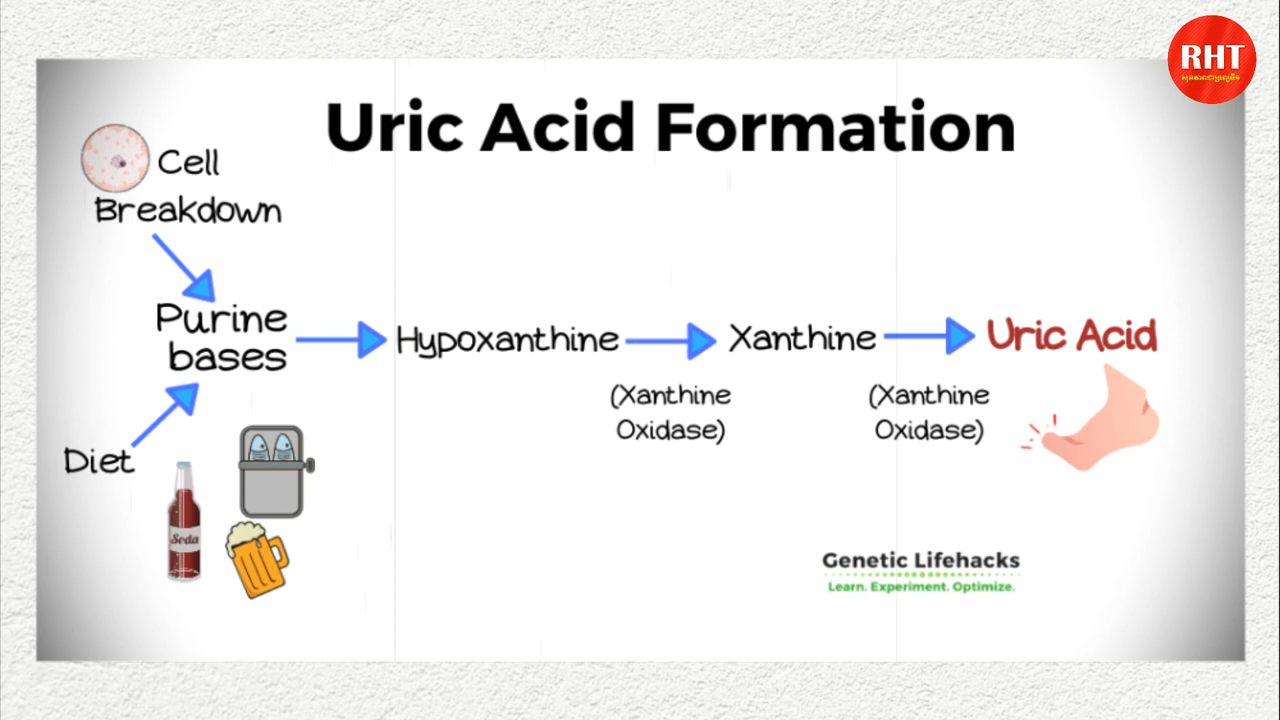 RHT
Uric Acid Formation
Cell
Breakdown
Purine
bases
Hypoxanthine
Xanthine
Uric Acid
(Xanthine
Oxidase)
(Xanthine
Oxidase)
Diet
Soda
Genetic Lifehacks
Learn. Experiment. Optimize.